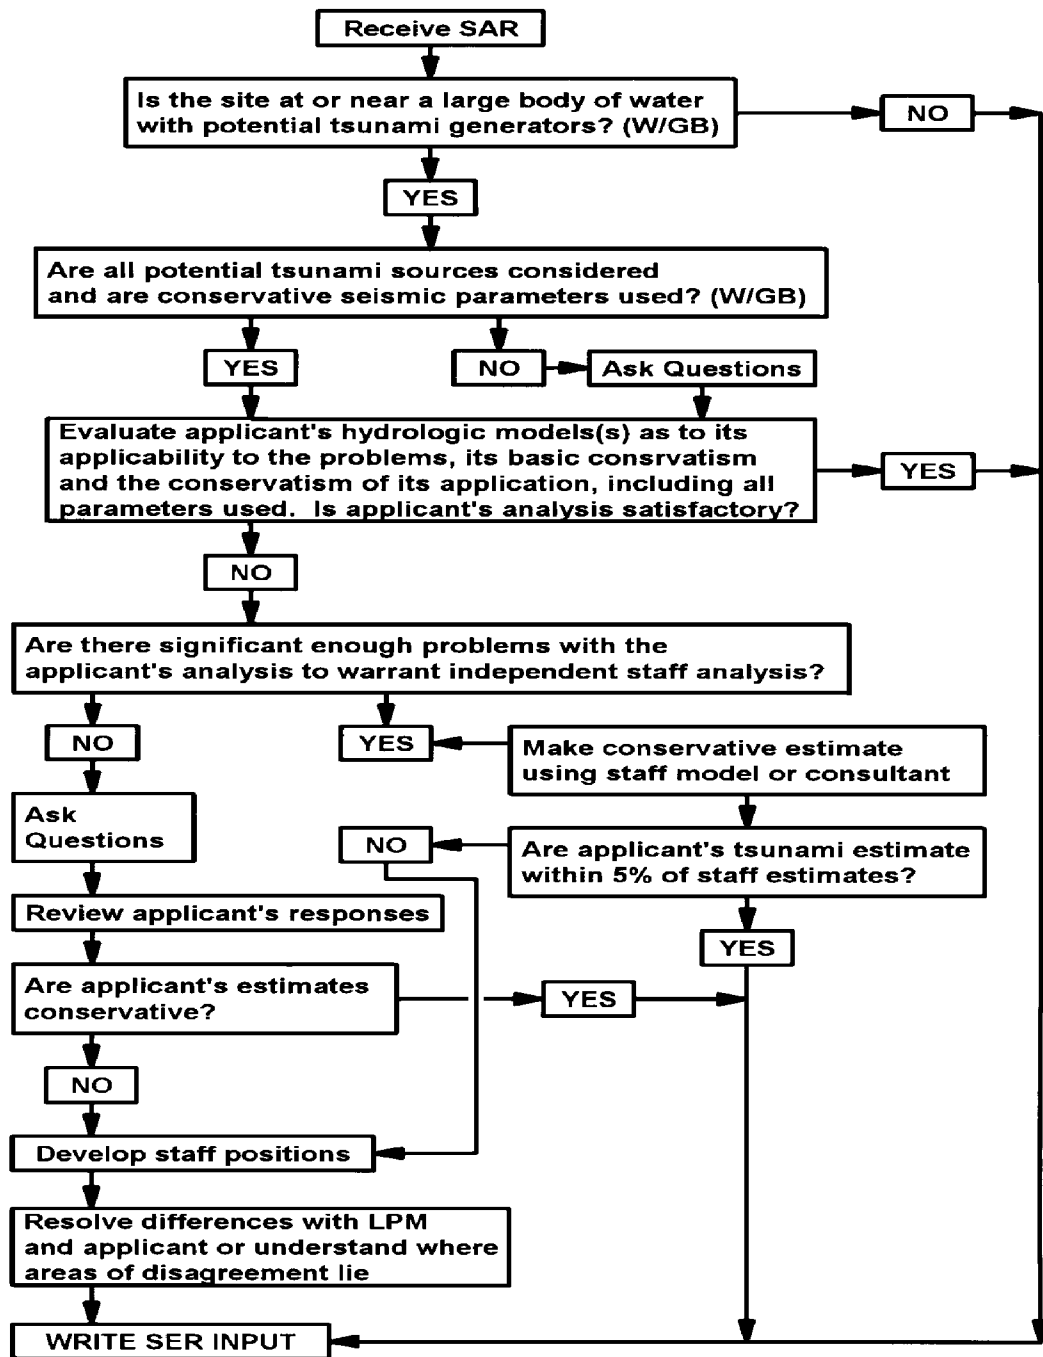 Receive SAR
Is the site at or near a large body of water
with potential tsunami generators? (W/GB)
NO
YES
Are all potential tsunami sources considered
and are conservative seismic parameters used? (W/GB)
YES
NO
Ask Questions
Evaluate applicant's hydrologic models(s) as to its
applicability to the problems, its basic consrvatism
and the conservatism of its application, including all
parameters used. Is applicant's analysis satisfactory?
YES
NO
Are there significant enough problems with the
applicant's analysis to warrant independent staff analysis?
NO
YES
Make conservative estimate
using staff model or consultant
Ask
Questions
NO
Are applicant's tsunami estimate
within 5% of staff estimates?
Review applicant's responses
YES
Are applicant's estimates
conservative?
YES
NO
Develop staff positions
Resolve differences with LPM
and applicant or understand where
areas of disagreement lie
WRITE SER INPUT